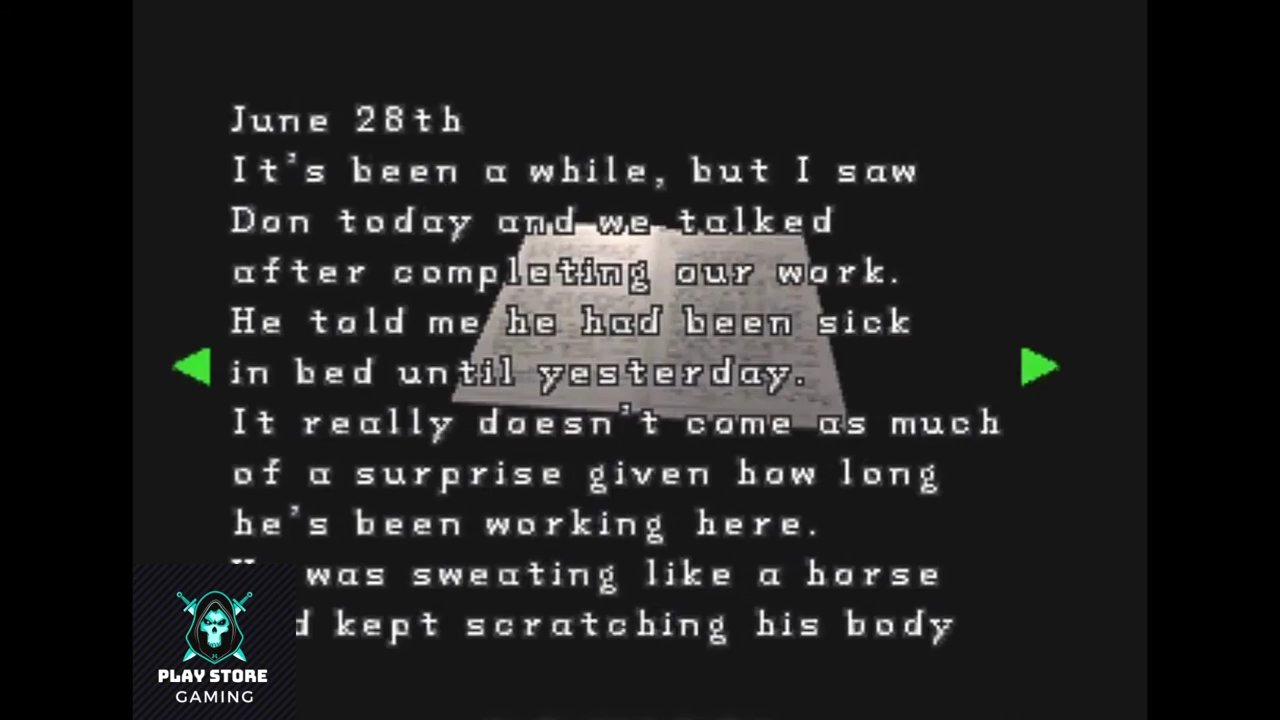 June 28th
It's been a while, but I saw
Don today and we talked
after completing our work.
He told me he had been sick
in bed until yesterday.
It really doesn't come as much
of a surprise given how long
he's been working here.
was sweating like a horse
kept scratching his body
PLAY STORE
GAMING